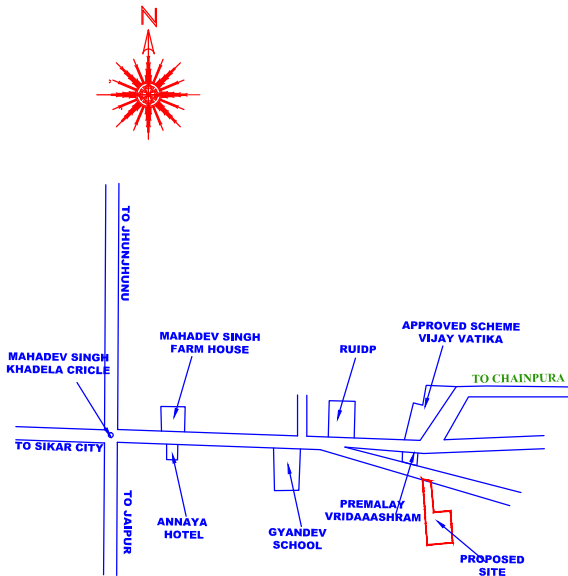 N
TO JHUNJHUNU
MAHADEV SINGH
FARM HOUSE
MAHADEV SINGH
KHADELA CRICLE
RUIDP
APPROVED SCHEME
VIJAY VATIKA
TO CHAINPURA
TO SIKAR CITY
TO JAIPUR
ANNAYA
HOTEL
GYANDEV
SCHOOL
PREMALAY
VRIDAAASHRAM
PROPOSED
SITE